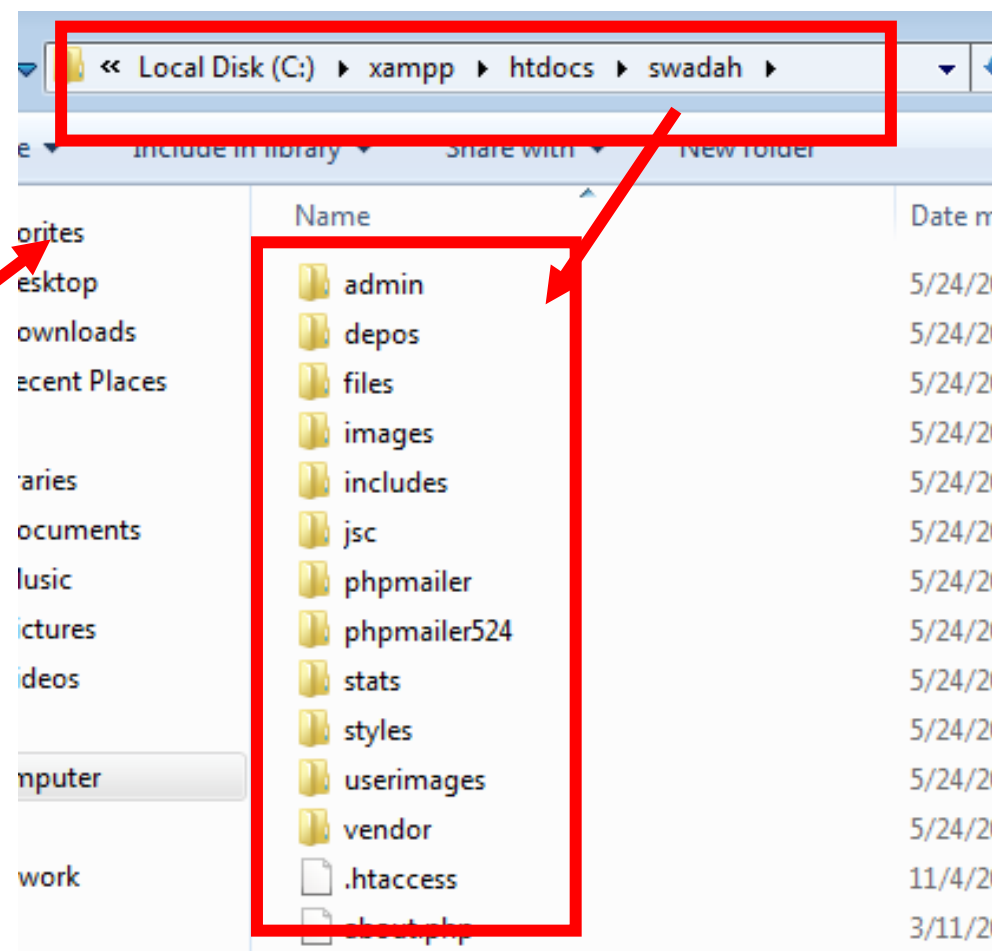 « Local Disk (C:) ▸ xampp ▸ htdocs ▸ swadah ▸
e Include in library Share with New folder
Name Date m
orites
esktop
ownloads
ecent Places
raries
ocuments
Music
ictures
ideos
mputer
work
admin 5/24/20
depos 5/24/20
files 5/24/20
images 5/24/20
includes 5/24/20
jsc 5/24/20
phpmailer 5/24/20
phpmailer524 5/24/20
stats 5/24/20
styles 5/24/20
userimages 5/24/20
vendor 5/24/20
.htaccess 11/4/20
about.php 3/11/20